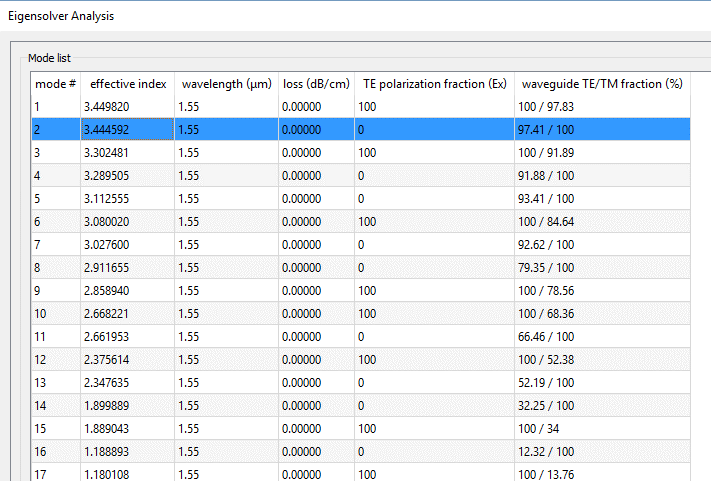 Eigensolver Analysis
Mode list
mode # effective index wavelength (µm) loss (dB/cm) TE polarization fraction (Ex) waveguide TE/TM fraction (%)
1 3.449820 1.55 0.00000 100 100 / 97.83
2 3.444592 1.55 0.00000 0 97.41 / 100
3 3.302481 1.55 0.00000 100 100 / 91.89
4 3.289505 1.55 0.00000 0 91.88 / 100
5 3.112555 1.55 0.00000 0 93.41 / 100
6 3.080020 1.55 0.00000 100 100 / 84.64
7 3.027600 1.55 0.00000 0 92.62 / 100
8 2.911655 1.55 0.00000 0 79.35 / 100
9 2.858940 1.55 0.00000 100 100 / 78.56
10 2.668221 1.55 0.00000 100 100 / 68.36
11 2.661953 1.55 0.00000 0 66.46 / 100
12 2.375614 1.55 0.00000 100 100 / 52.38
13 2.347635 1.55 0.00000 0 52.19 / 100
14 1.899889 1.55 0.00000 0 32.25 / 100
15 1.889043 1.55 0.00000 100 100 / 34
16 1.188893 1.55 0.00000 0 12.32 / 100
17 1.180108 1.55 0.00000 100 100 / 13.76